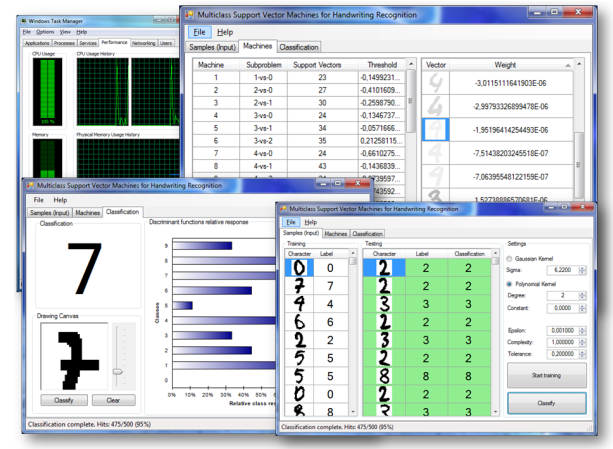 Windows Task Manager
File Options View Help
Applications Processes Services Performance Networking Users
CPU Usage CPU Usage History
100 %
Memory Physical Memory Usage History
Multiclass Support Vector Machines for Handwriting Recognition
File Help
Samples (Input) Machines Classification
Machine Subproblem Support Vectors Threshold Vector Weight
1 1-vs-0 23 -0,1499231... -3,0115111641903E-06
2 2-vs-0 27 -0,4101609...
3 2-vs-1 30 -0,2598790... -2,99793326899478E-06
4 3-vs-0 24 -0,1346737...
5 3-vs-1 34 -0,0571666... -1,95196414254493E-06
6 3-vs-2 35 0,21258115...
7 4-vs-0 24 -0,6610275... -7,51438203245518E-07
8 4-vs-1 43 -0,1436839...
-7,06395548122159E-07
Multiclass Support Vector Machines for Handwriting Recognition
File Help
Samples (Input) Machines Classification
Classification
7
Drawing Canvas
7
Classify Clear
Discriminant functions relative response
Classes
9
8
7
6
5
4
3
2
1
0
0% 10% 20% 30% 40% 50%
Classification complete. Hits: 475/500 (95%)
Multiclass Support Vector Machines for Handwriting Recognition
File Help
Samples (Input) Machines Classification
Training Testing Settings
Character Label Character Label Classification
0 0 2 2 2
7 7 2 2 2
4 4 3 3 3
6 6 2 2 2
2 2 3 3 3
5 5 2 2 2
5 5 8 8 8
0 0 2 2 2
8 8 3 3 3
Gaussian Kernel
Sigma: 6,2200
Polynomial Kernel
Degree: 2
Constant: 0,0000
Epsilon: 0,001000
Complexity: 1,000000
Tolerance: 0,200000
Start training
Classify
Classification complete. Hits: 475/500 (95%)